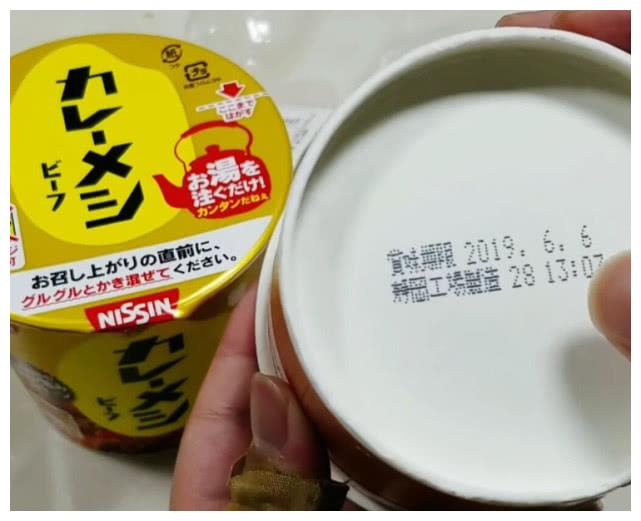 カレーメシ
ビーフ
紙
フタ
プラ
ここまで
はがす
お湯を
注ぐだけ!
カンタンだねぇ
お召し上がりの直前に、
グルグルとかき混ぜてください。
NISSIN
カレーメシ
賞味期限 2019. 6. 6
静岡工場製造 28 13:07